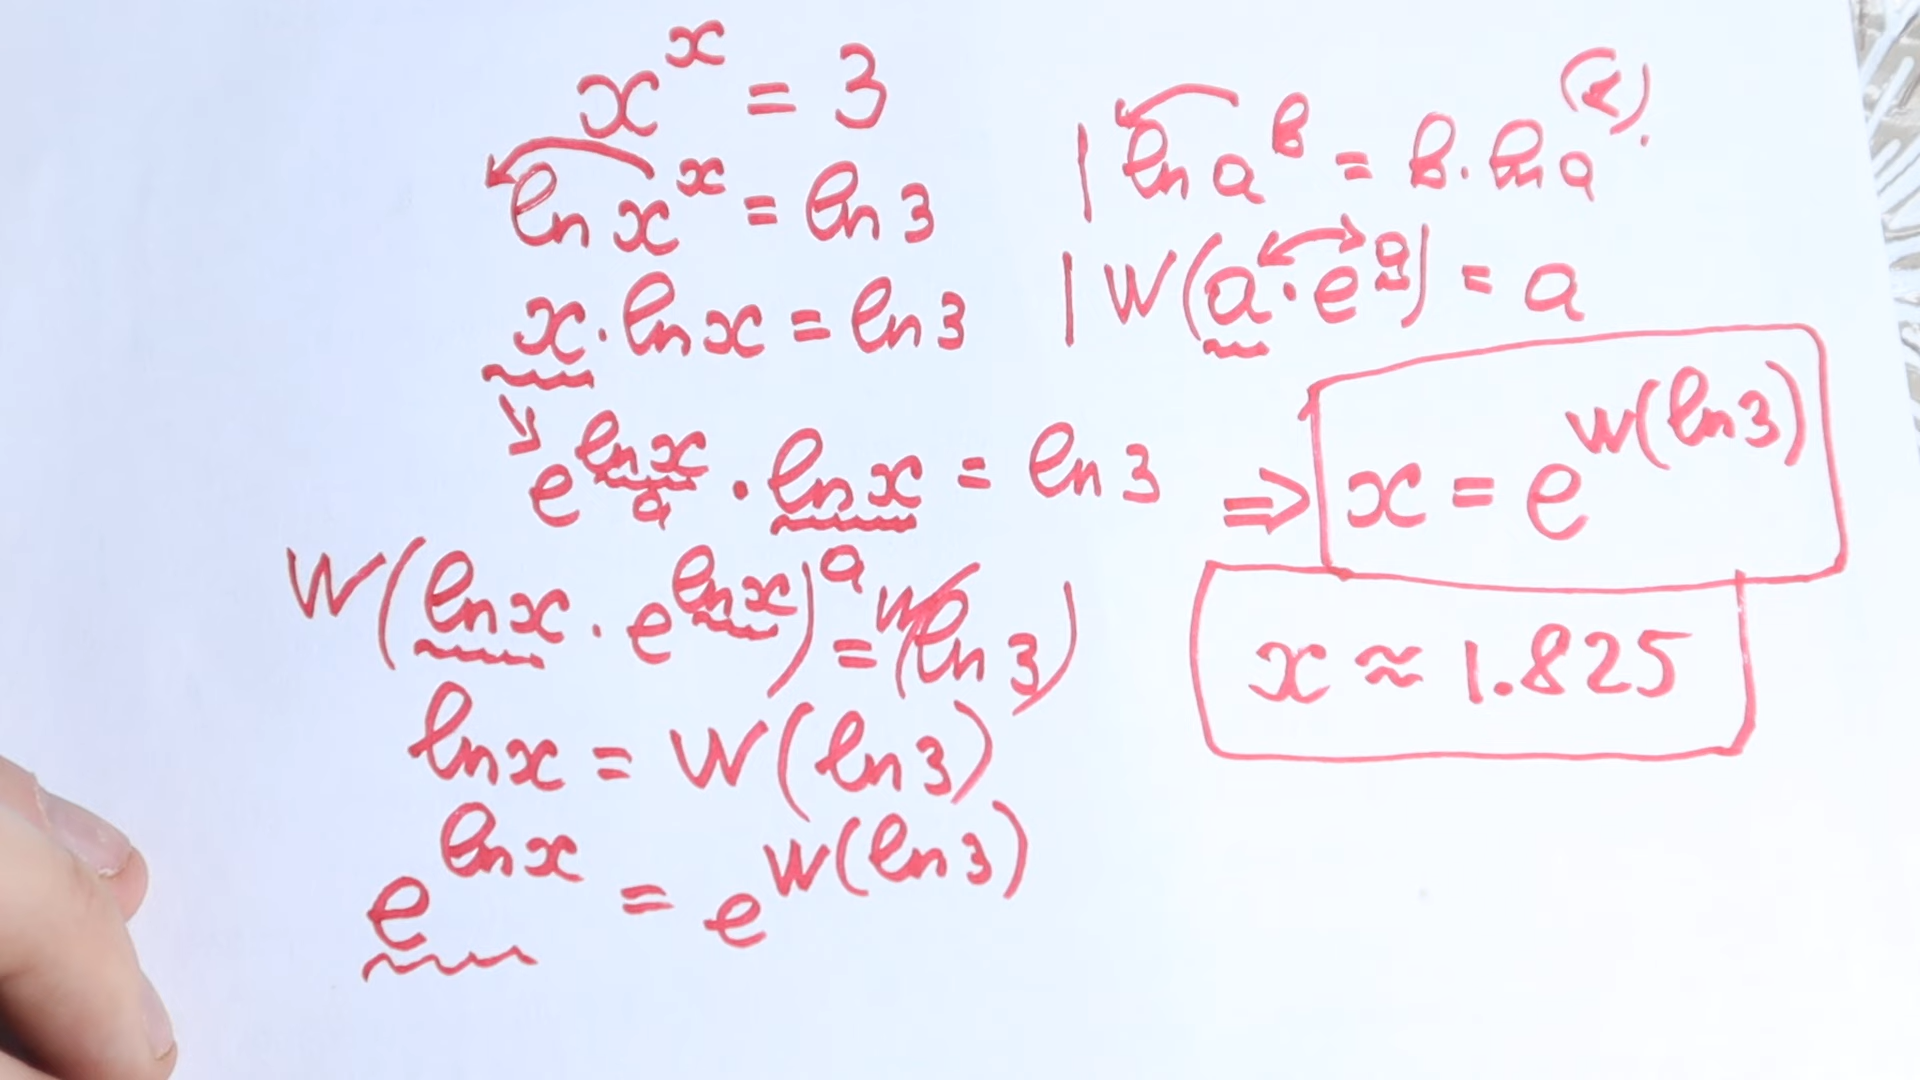 x^x = 3
ln x^x = ln 3
x · ln x = ln 3
e^(ln x) · ln x = ln 3
a a
W(ln x · e^(ln x)) = W(ln 3)
ln x = W(ln 3)
e^(ln x) = e^(W(ln 3))
| ln a^b = b · ln a
| W(a · e^a) = a
⇒ x = e^(W(ln 3))
x ≈ 1.825